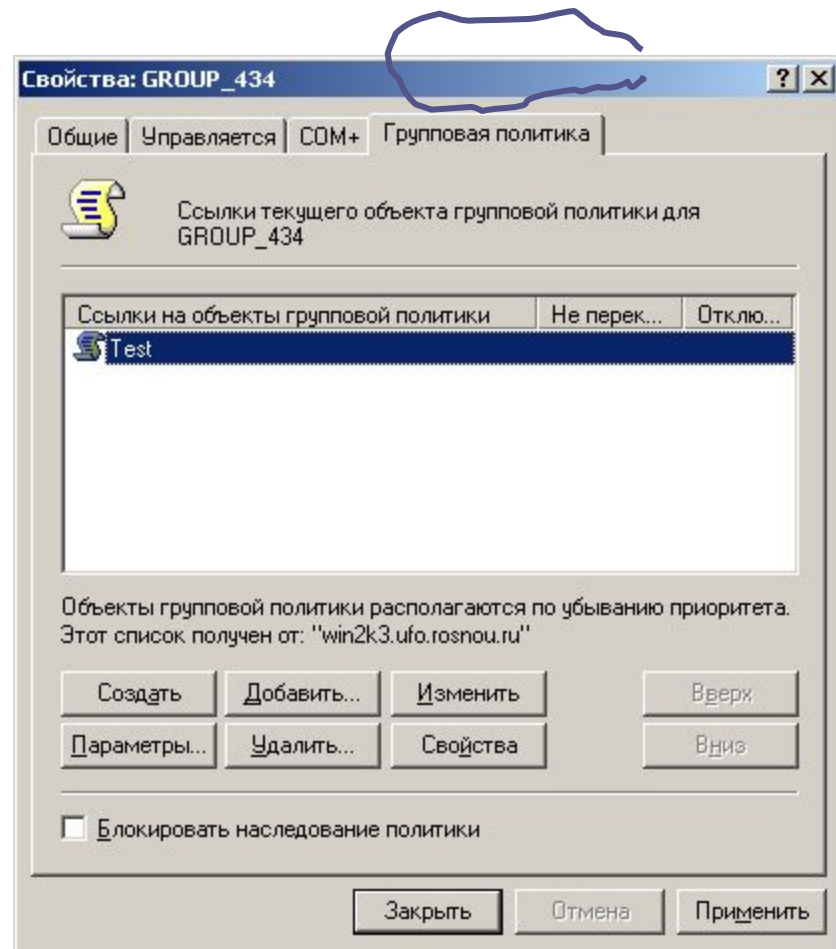 Свойства: GROUP_434
Общие Управляется COM+ Групповая политика
Ссылки текущего объекта групповой политики для
GROUP_434
Ссылки на объекты групповой политики Не перек... Отклю...
Test
Объекты групповой политики располагаются по убыванию приоритета.
Этот список получен от: "win2k3.ufo.rosnou.ru"
Создать Добавить... Изменить Вверх
Параметры... Удалить... Свойства Вниз
Блокировать наследование политики
Закрыть Отмена Применить